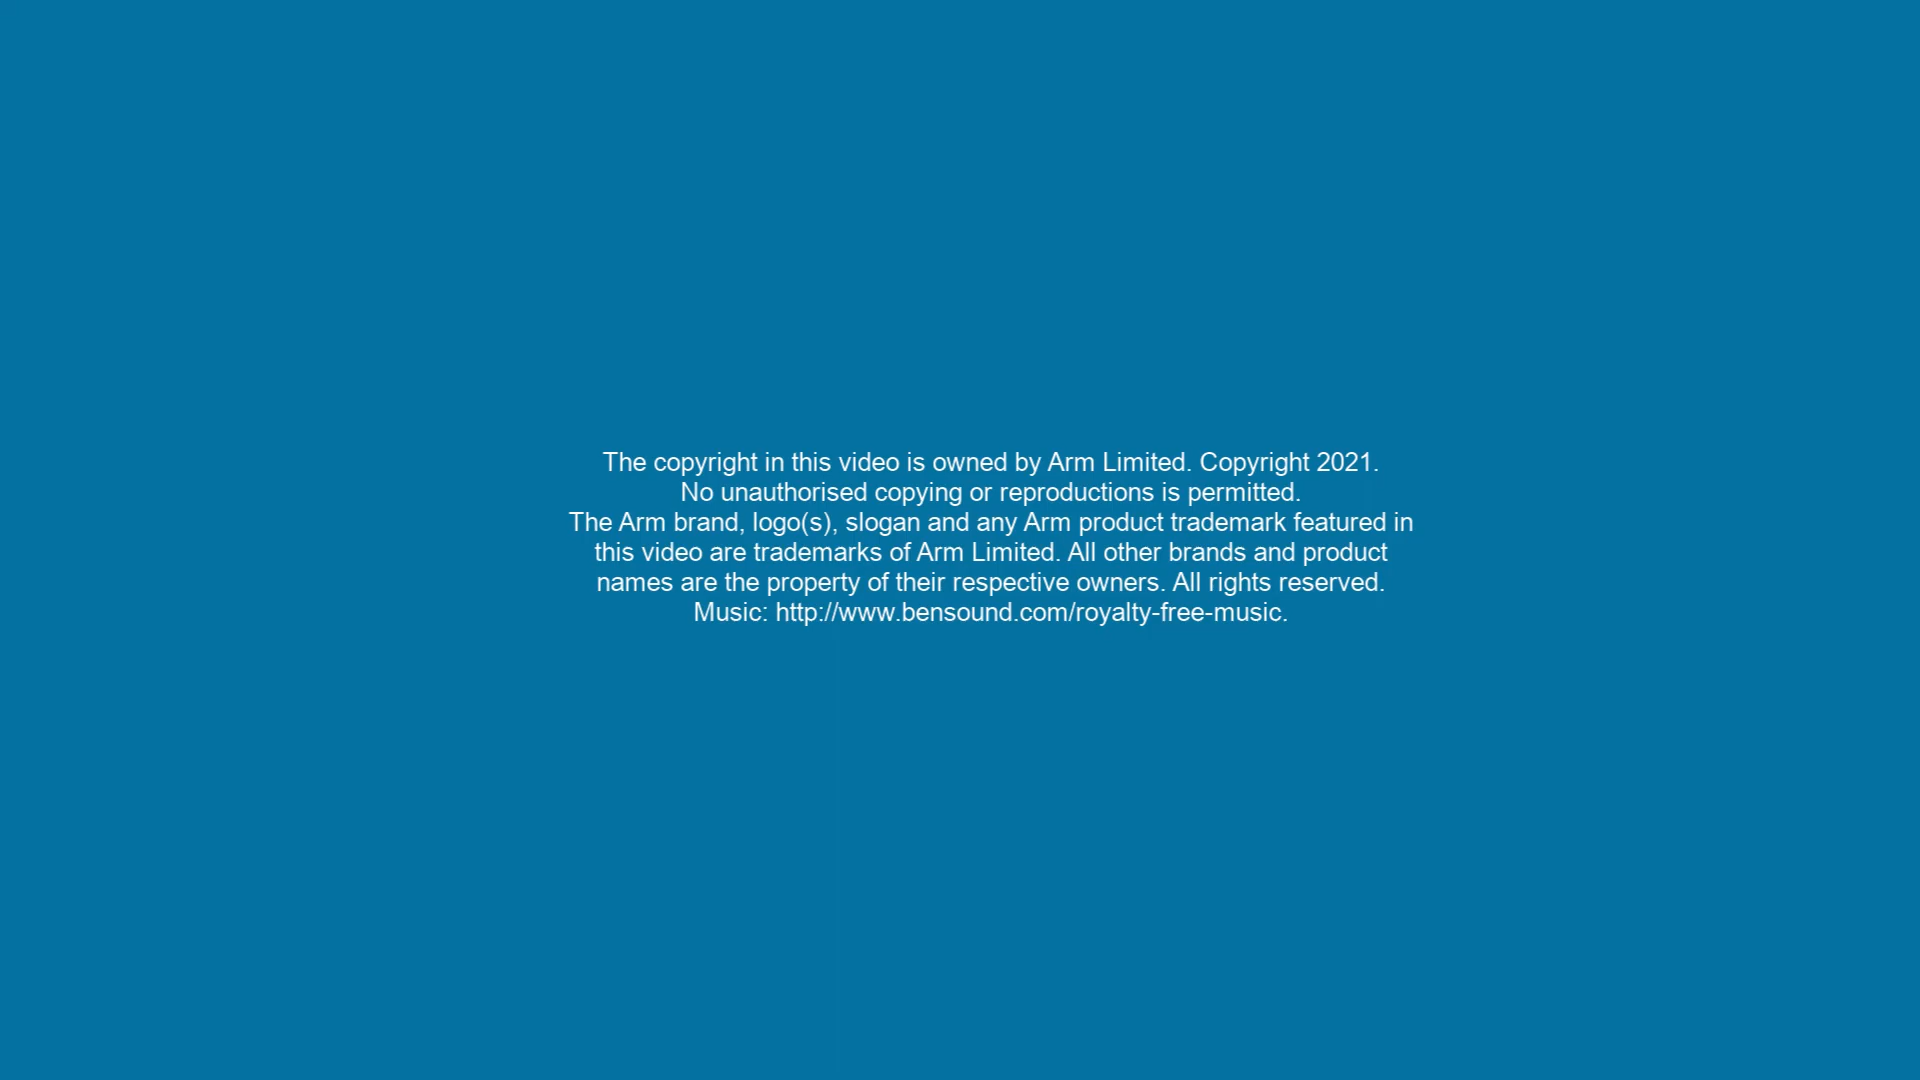 The copyright in this video is owned by Arm Limited. Copyright 2021.
No unauthorised copying or reproductions is permitted.
The Arm brand, logo(s), slogan and any Arm product trademark featured in
this video are trademarks of Arm Limited. All other brands and product
names are the property of their respective owners. All rights reserved.
Music: http://www.bensound.com/royalty-free-music.